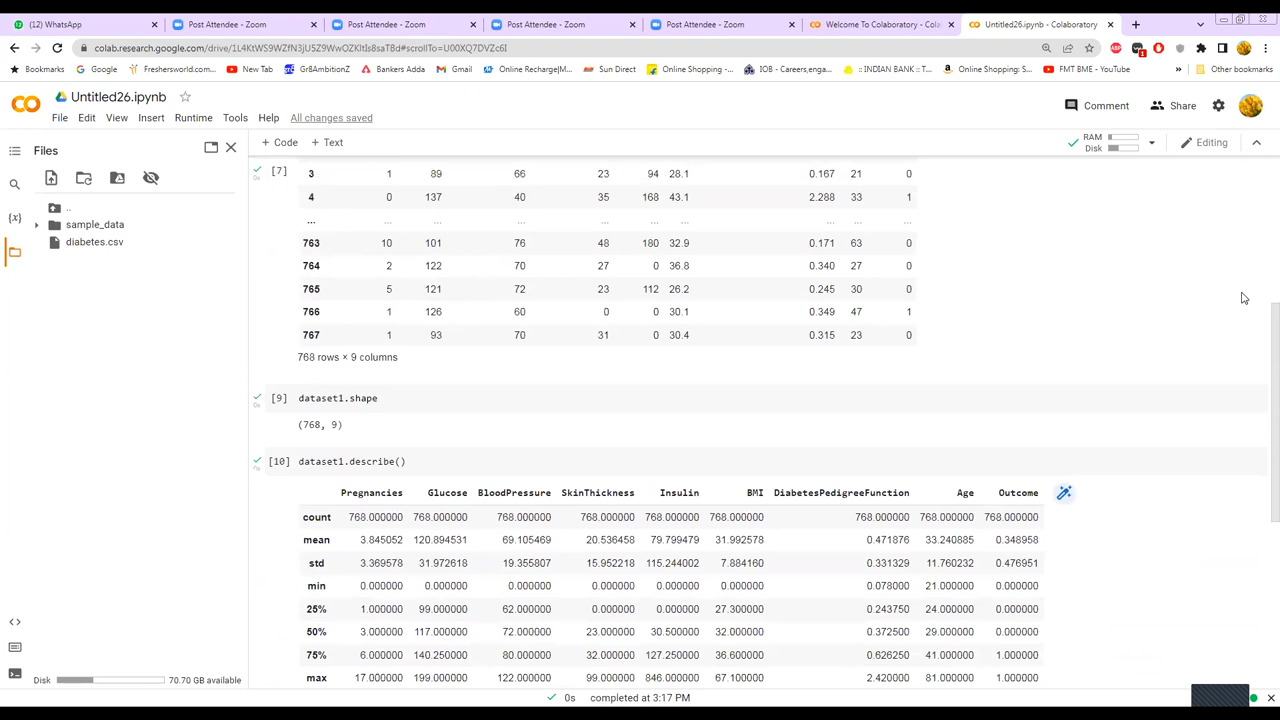 (12) WhatsApp × Post Attendee - Zoom × Post Attendee - Zoom × Post Attendee - Zoom × Post Attendee - Zoom × Welcome To Colaboratory - Colab × Untitled26.ipynb - Colaboratory × +
colab.research.google.com/drive/1L4KtWS9WZfN3jU5Z9WwOZKltIs8saT8d#scrollTo=U00XQ7DVZc6I
Bookmarks Google Freshersworld.com... New Tab Gr8AmbitionZ Bankers Adda Gmail Online Recharge|M... Sun Direct Online Shopping -... IOB - Careers,enga... :: INDIAN BANK :: T... Online Shopping: S... FMT BME - YouTube » Other bookmarks
Untitled26.ipynb
File Edit View Insert Runtime Tools Help All changes saved
Comment Share
Files
+ Code + Text
RAM
Disk
Editing
..
sample_data
diabetes.csv
[7]
3 1 89 66 23 94 28.1 0.167 21 0
4 0 137 40 35 168 43.1 2.288 33 1
... ... ... ... ... ... ... ... ... ...
763 10 101 76 48 180 32.9 0.171 63 0
764 2 122 70 27 0 36.8 0.340 27 0
765 5 121 72 23 112 26.2 0.245 30 0
766 1 126 60 0 0 30.1 0.349 47 1
767 1 93 70 31 0 30.4 0.315 23 0
768 rows × 9 columns
[9] dataset1.shape
(768, 9)
[10] dataset1.describe()
Pregnancies Glucose BloodPressure SkinThickness Insulin BMI DiabetesPedigreeFunction Age Outcome
count 768.000000 768.000000 768.000000 768.000000 768.000000 768.000000 768.000000 768.000000 768.000000
mean 3.845052 120.894531 69.105469 20.536458 79.799479 31.992578 0.471876 33.240885 0.348958
std 3.369578 31.972618 19.355807 15.952218 115.244002 7.884160 0.331329 11.760232 0.476951
min 0.000000 0.000000 0.000000 0.000000 0.000000 0.000000 0.078000 21.000000 0.000000
25% 1.000000 99.000000 62.000000 0.000000 0.000000 27.300000 0.243750 24.000000 0.000000
50% 3.000000 117.000000 72.000000 23.000000 30.500000 32.000000 0.372500 29.000000 0.000000
75% 6.000000 140.250000 80.000000 32.000000 127.250000 36.600000 0.626250 41.000000 1.000000
max 17.000000 199.000000 122.000000 99.000000 846.000000 67.100000 2.420000 81.000000 1.000000
Disk 70.70 GB available
0s completed at 3:17 PM